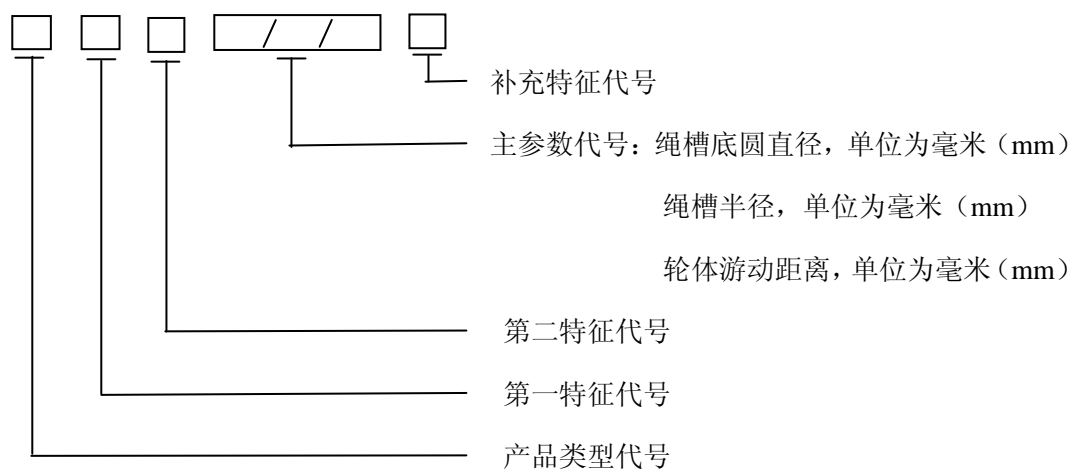 / /
补充特征代号
主参数代号：绳槽底圆直径，单位为毫米（mm）
绳槽半径，单位为毫米（mm）
轮体游动距离，单位为毫米（mm）
第二特征代号
第一特征代号
产品类型代号